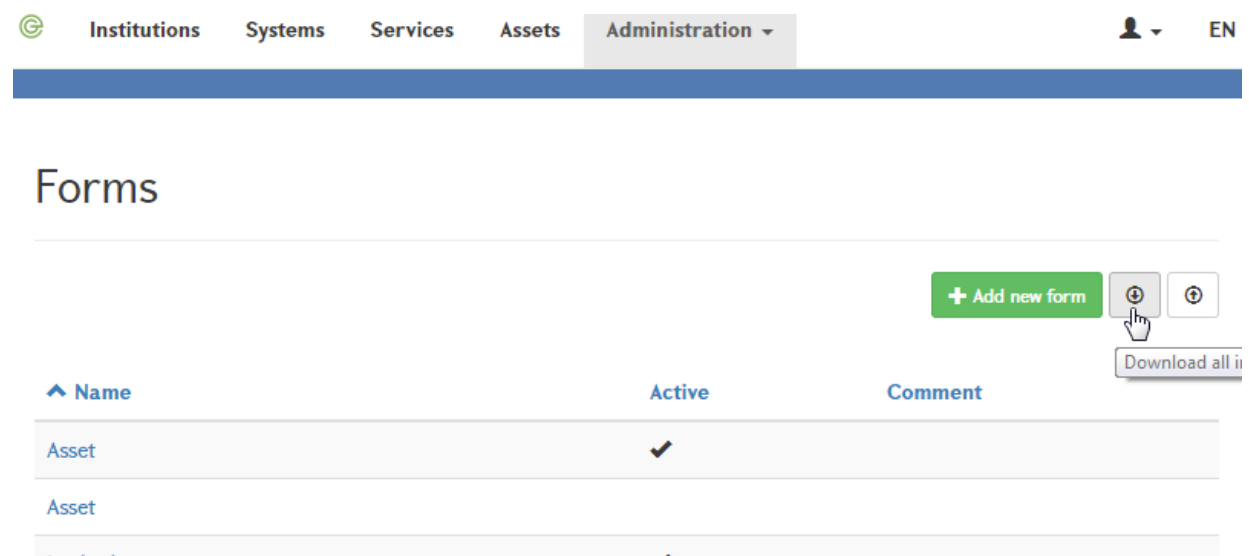 Institutions Systems Services Assets Administration EN
Forms
Add new form
Download all
Name Active Comment
Asset
Asset